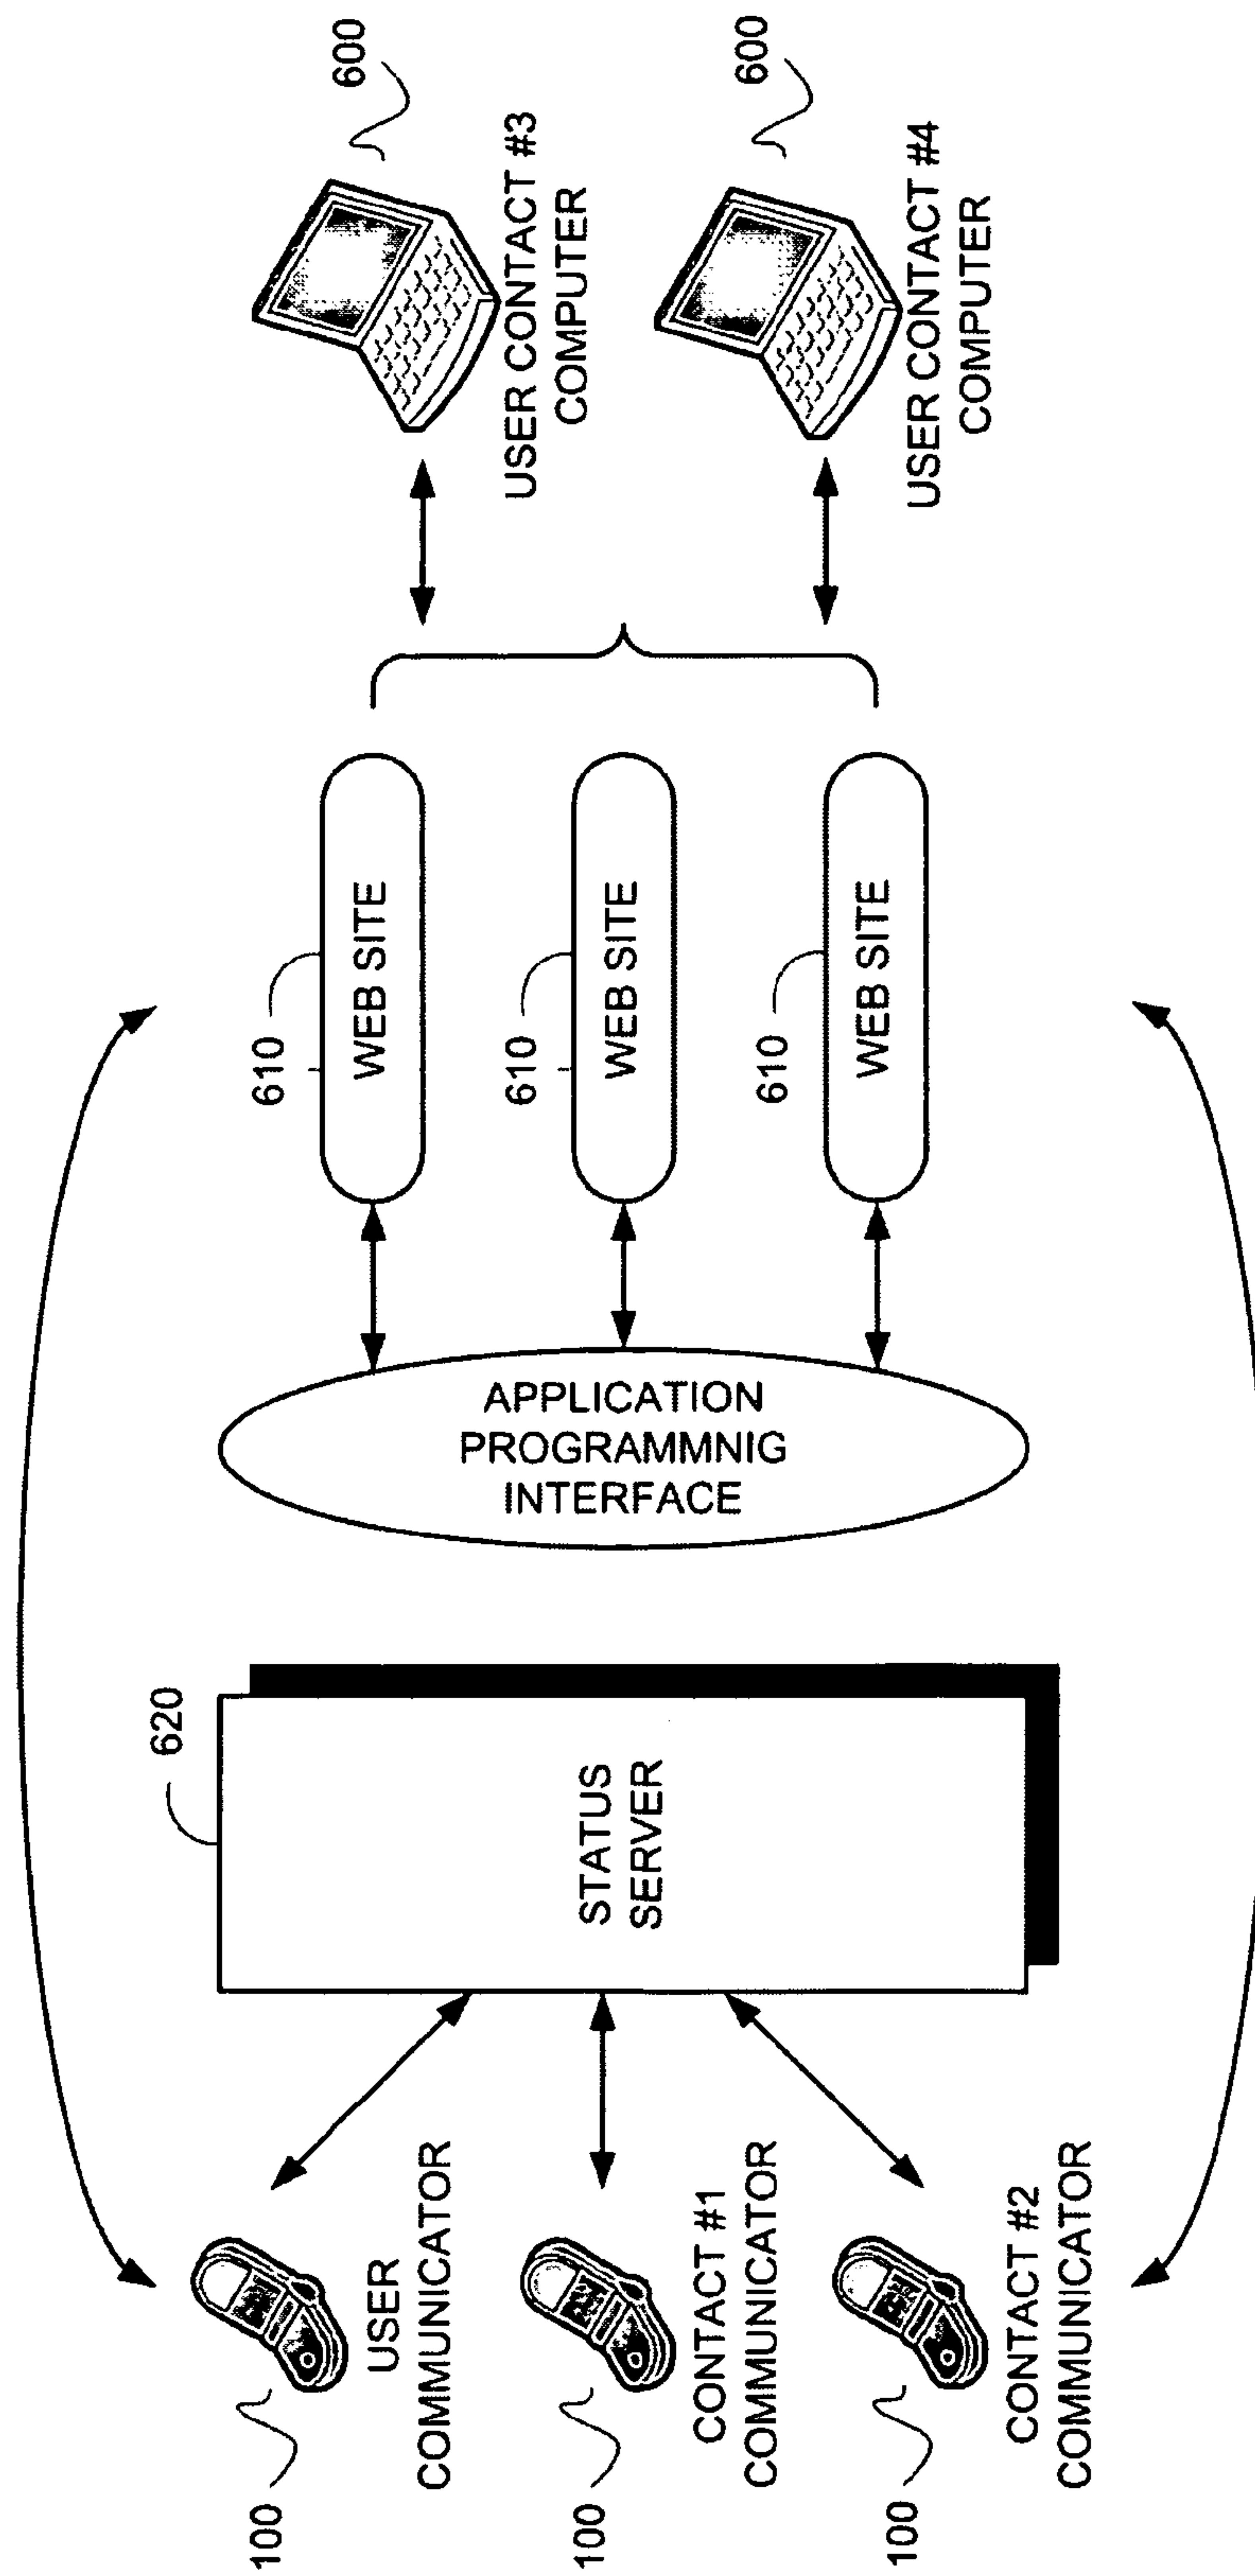 100
USER
COMMUNICATOR
100
CONTACT #1
COMMUNICATOR
100
CONTACT #2
COMMUNICATOR
620
STATUS
SERVER
APPLICATION
PROGRAMMNIG
INTERFACE
610
WEB SITE
610
WEB SITE
610
WEB SITE
600
USER CONTACT #3
COMPUTER
600
USER CONTACT #4
COMPUTER